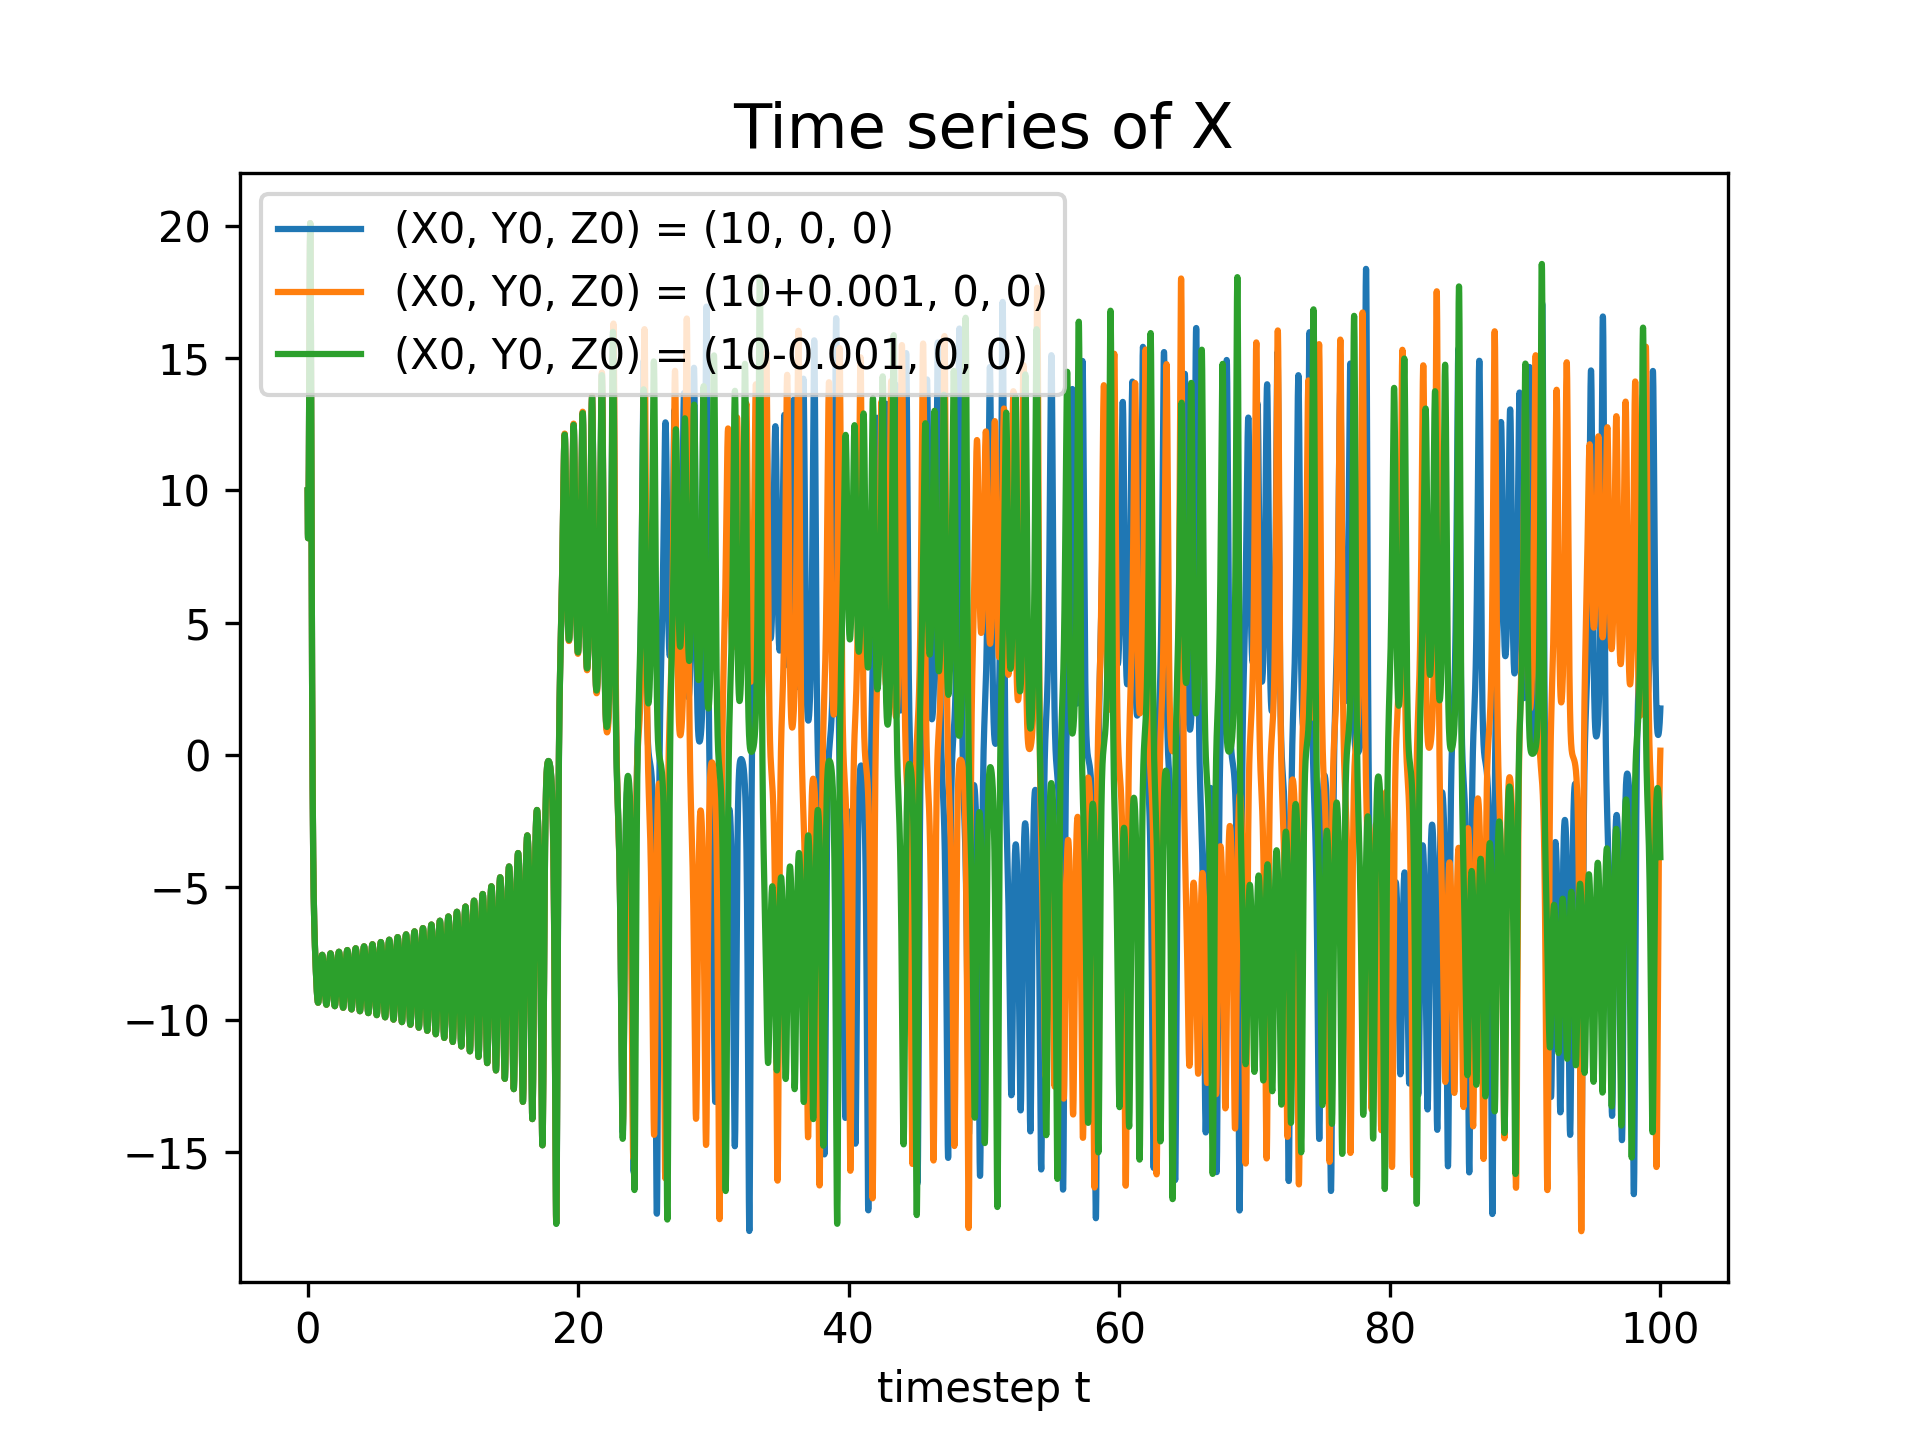 Time series of X
(X0, Y0, Z0) = (10, 0, 0)
(X0, Y0, Z0) = (10+0.001, 0, 0)
(X0, Y0, Z0) = (10-0.001, 0, 0)
20
15
10
5
0
−5
−10
−15
0 20 40 60 80 100
timestep t